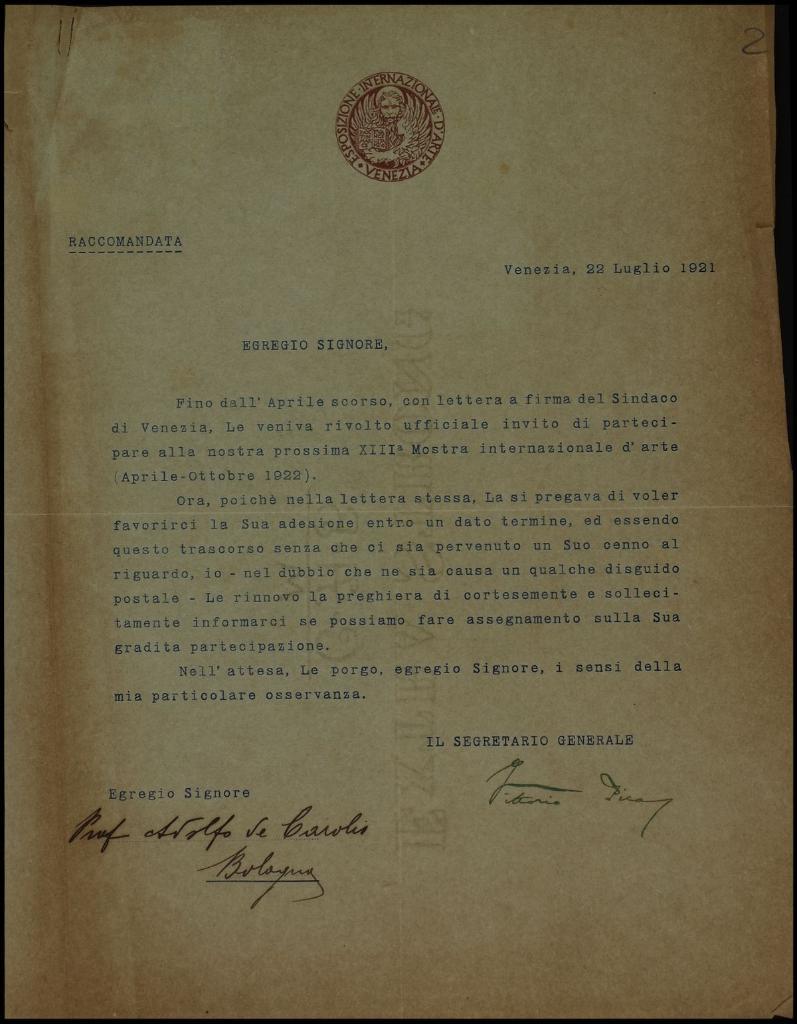 2
ESPOSIZIONE·INTERNAZIONALE·D'ARTE·
VENEZIA
RACCOMANDATA
Venezia, 22 Luglio 1921
EGREGIO SIGNORE,
Fino dall'Aprile scorso, con lettera a firma del Sindaco
di Venezia, Le veniva rivolto ufficiale invito di parteci-
pare alla nostra prossima XIIIª Mostra internazionale d'arte
(Aprile-Ottobre 1922).
Ora, poichè nella lettera stessa, La si pregava di voler
favorirci la Sua adesione entro un dato termine, ed essendo
questo trascorso senza che ci sia pervenuto un Suo cenno al
riguardo, io - nel dubbio che ne sia causa un qualche disguido
postale - Le rinnovo la preghiera di cortesemente e solleci-
tamente informarci se possiamo fare assegnamento sulla Sua
gradita partecipazione.
Nell'attesa, Le porgo, egregio Signore, i sensi della
mia particolare osservanza.
IL SEGRETARIO GENERALE
Vittorio Pica
Egregio Signore
Prof Adolfo de Carolis
Bologna